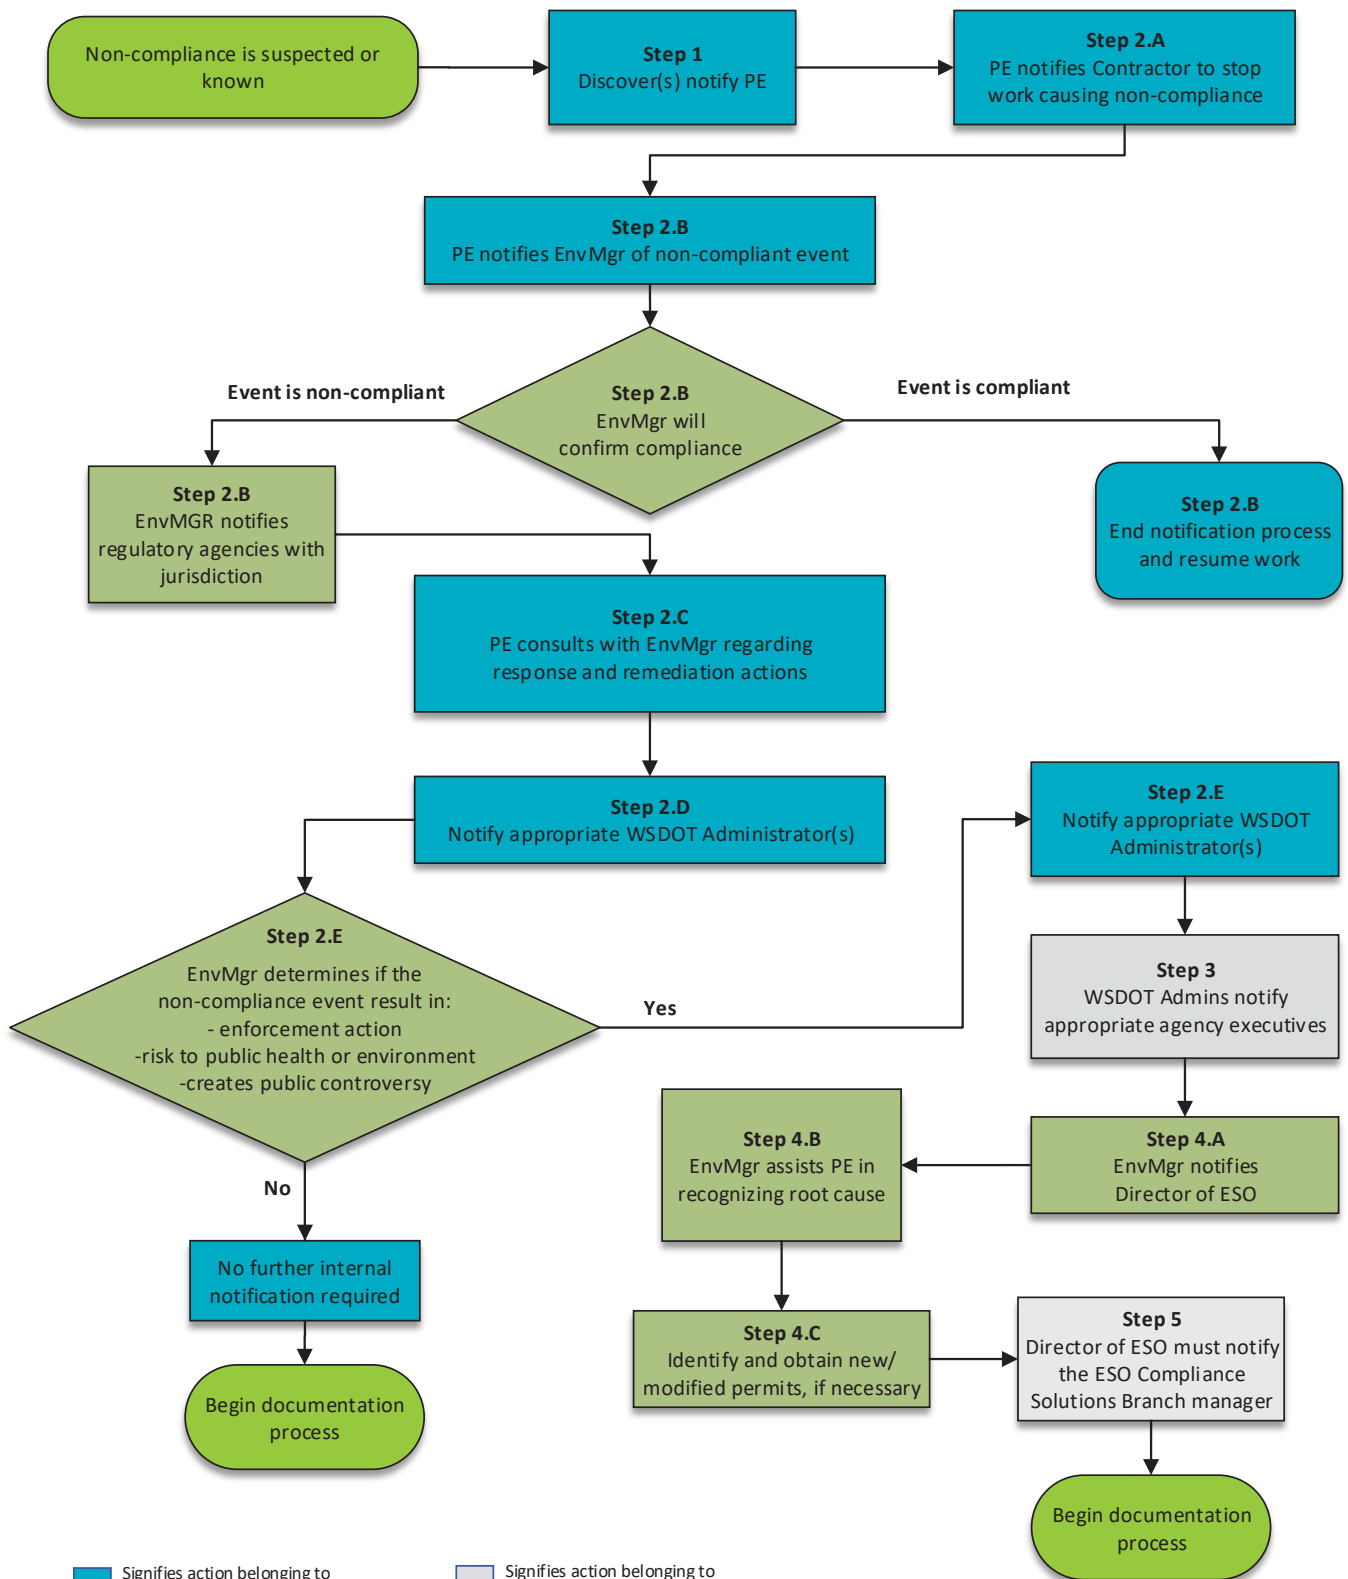 Non-compliance is suspected or
known
Step 1
Discover(s) notify PE
Step 2.A
PE notifies Contractor to stop
work causing non-compliance
Step 2.B
PE notifies EnvMgr of non-compliant event
Event is non-compliant
Step 2.B
EnvMgr will
confirm compliance
Event is compliant
Step 2.B
EnvMGR notifies
regulatory agencies with
jurisdiction
Step 2.B
End notification process
and resume work
Step 2.C
PE consults with EnvMgr regarding
response and remediation actions
Step 2.D
Notify appropriate WSDOT Administrator(s)
Step 2.E
Notify appropriate WSDOT
Administrator(s)
Step 2.E
EnvMgr determines if the
non-compliance event result in:
- enforcement action
-risk to public health or environment
-creates public controversy
Yes
No
Step 3
WSDOT Admins notify
appropriate agency executives
Step 4.A
EnvMgr notifies
Director of ESO
Step 4.B
EnvMgr assists PE in
recognizing root cause
No further internal
notification required
Step 4.C
Identify and obtain new/
modified permits, if necessary
Step 5
Director of ESO must notify
the ESO Compliance
Solutions Branch manager
Begin documentation
process
Begin documentation
process
Signifies action belonging to
Signifies action belonging to